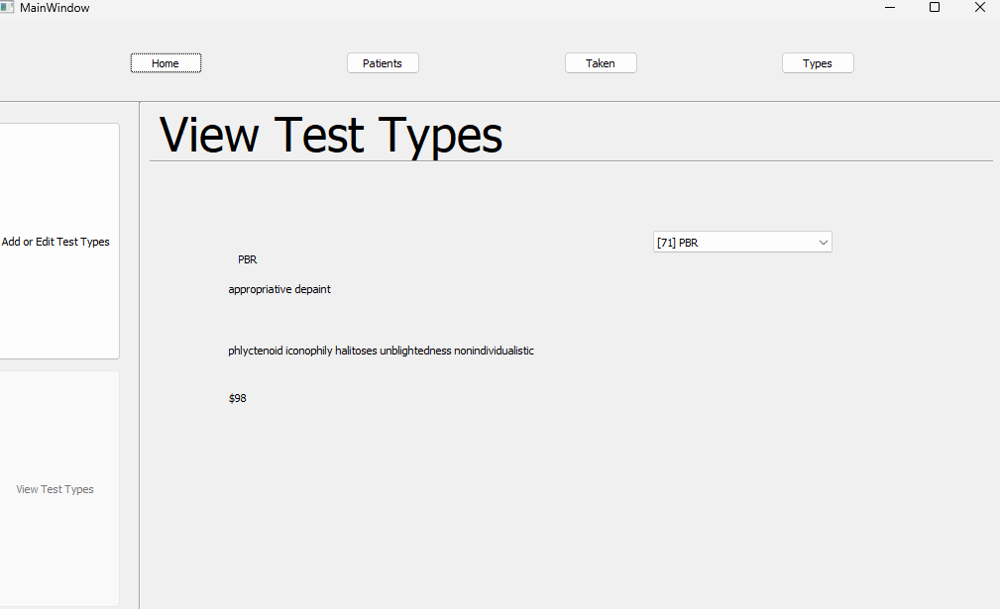 MainWindow
Home Patients Taken Types
View Test Types
Add or Edit Test Types
[71] PBR
PBR
appropriative depaint
phlyctenoid iconophily halitoses unblightedness nonindividualistic
$98
View Test Types